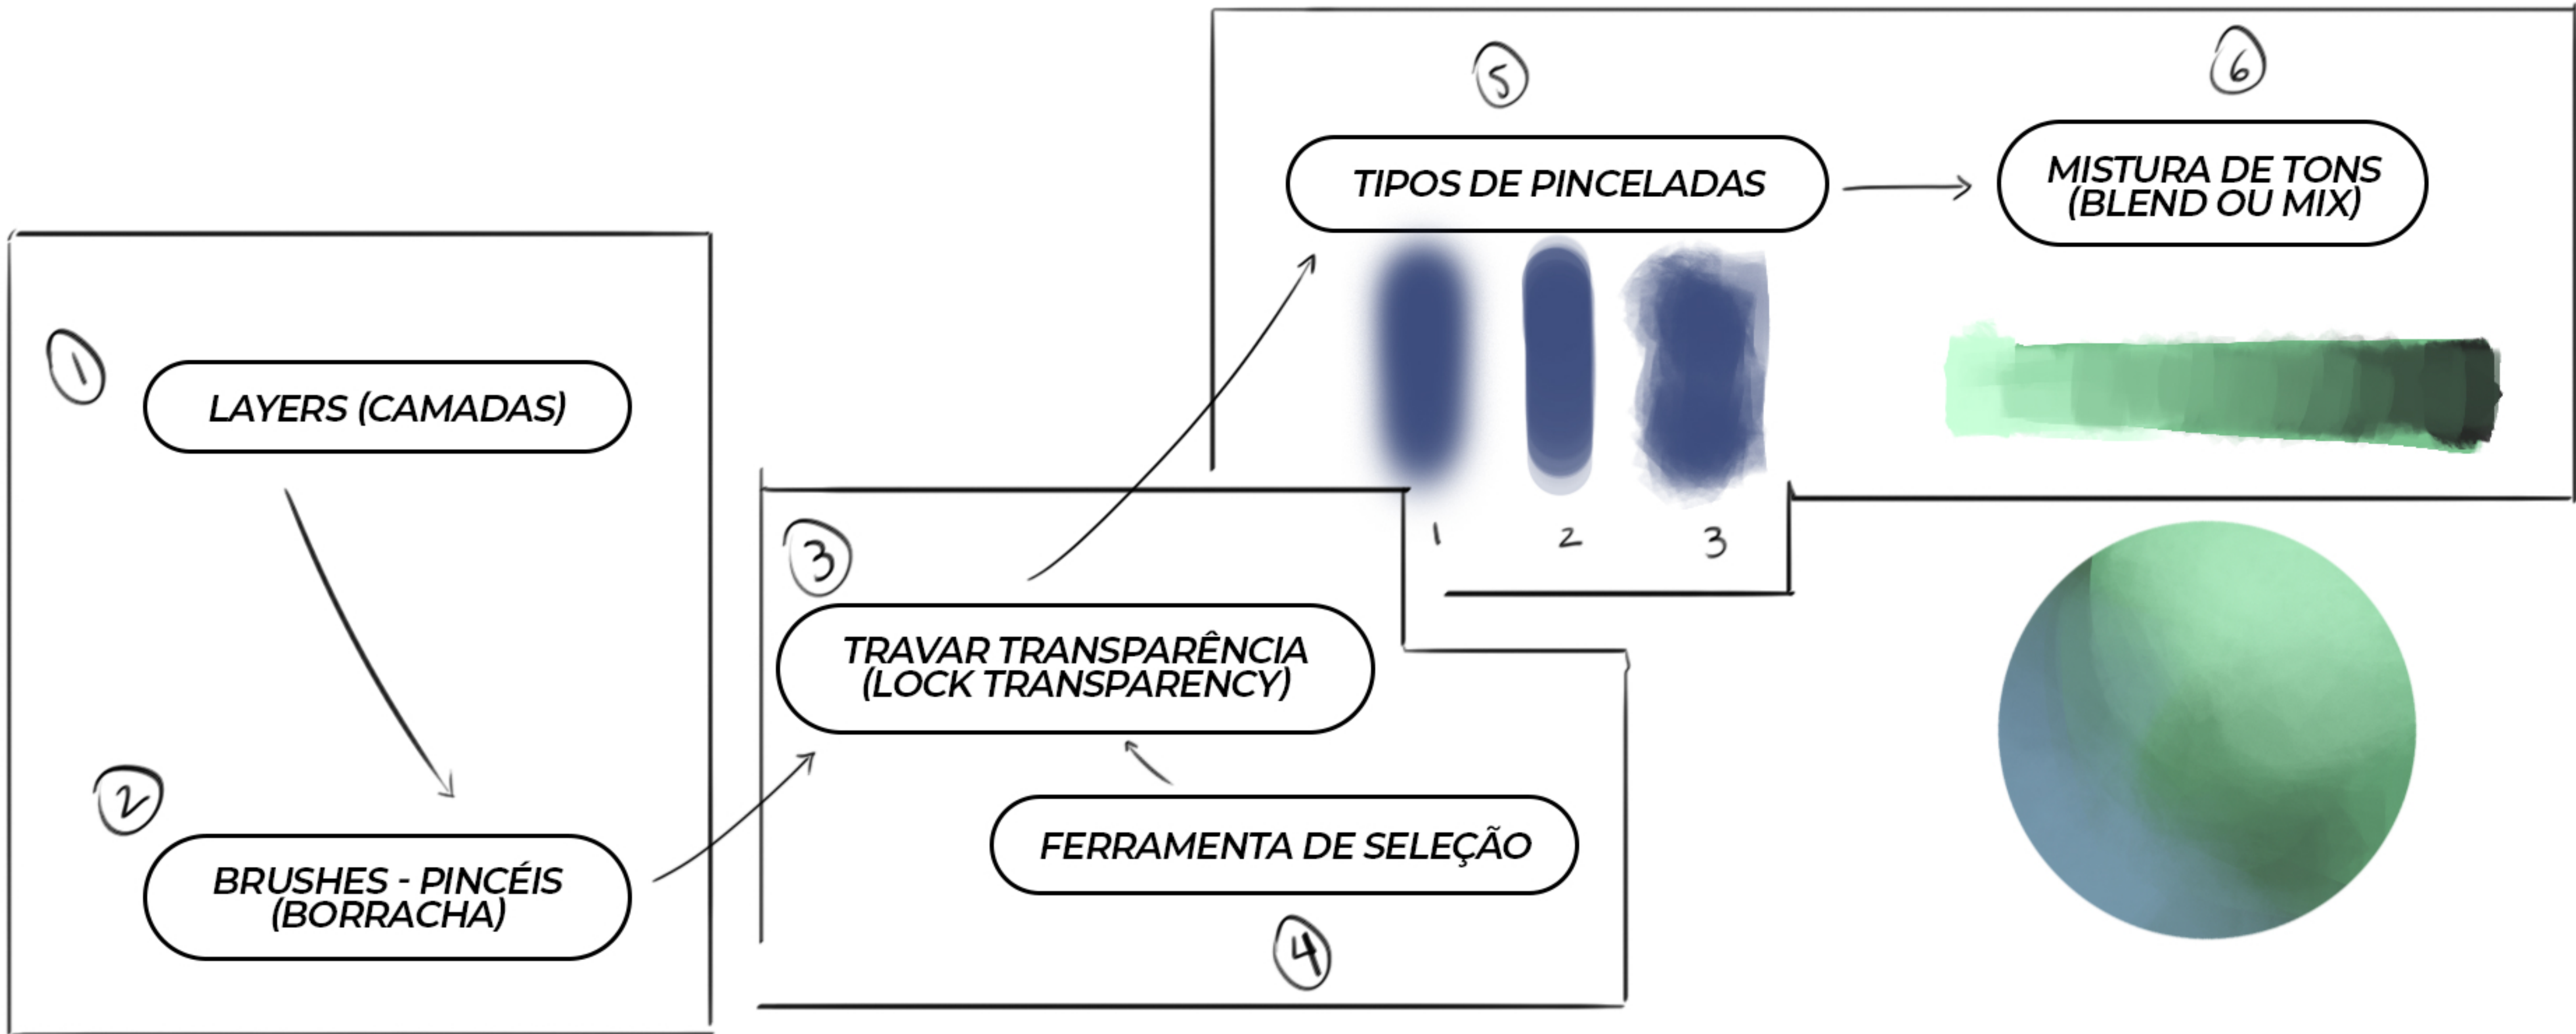 1
LAYERS (CAMADAS)
2
BRUSHES - PINCÉIS
(BORRACHA)
3
TRAVAR TRANSPARÊNCIA
(LOCK TRANSPARENCY)
FERRAMENTA DE SELEÇÃO
4
5
TIPOS DE PINCELADAS
1 2 3
6
MISTURA DE TONS
(BLEND OU MIX)